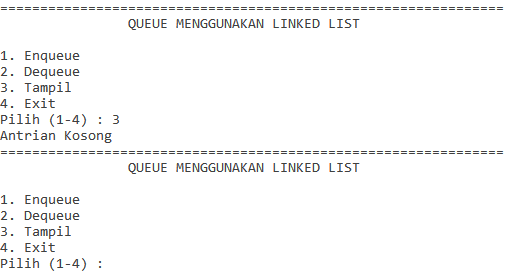 ===============================================================
QUEUE MENGGUNAKAN LINKED LIST
1. Enqueue
2. Dequeue
3. Tampil
4. Exit
Pilih (1-4) : 3
Antrian Kosong
===============================================================
QUEUE MENGGUNAKAN LINKED LIST
1. Enqueue
2. Dequeue
3. Tampil
4. Exit
Pilih (1-4) :